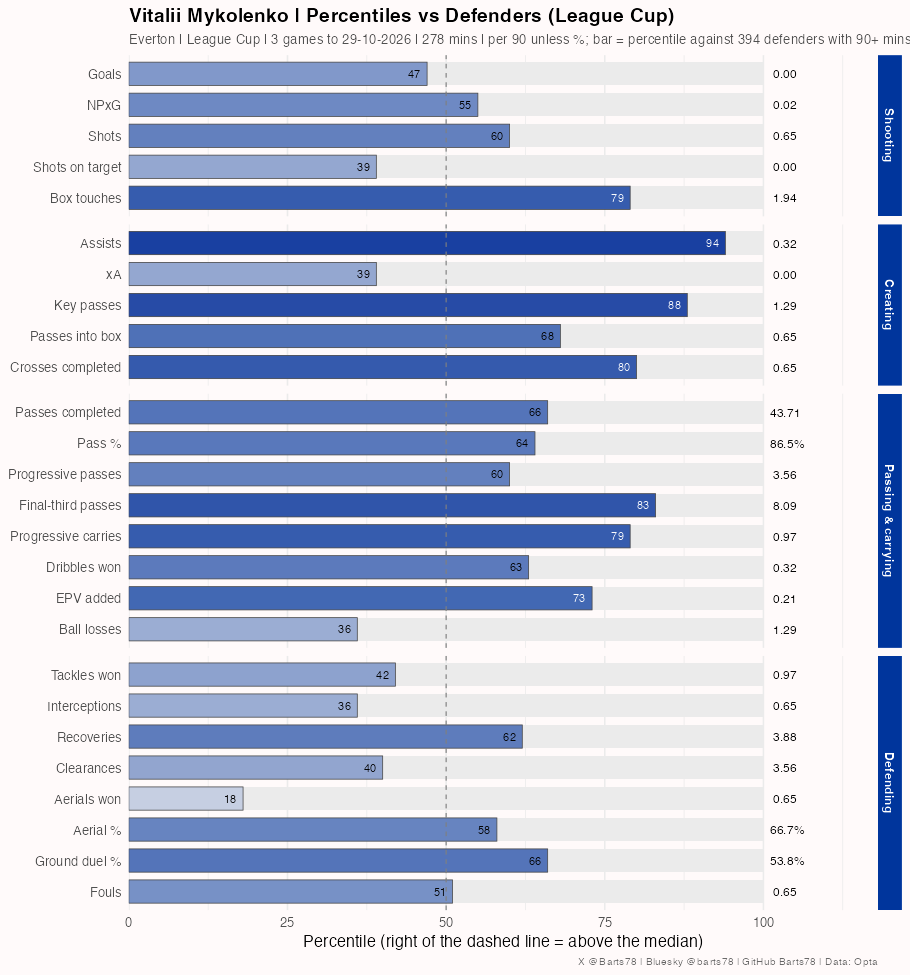 Vitalii Mykolenko l Percentiles vs Defenders (League Cup)
Everton l League Cup l 3 games to 29-10-2026 l 278 mins l per 90 unless %; bar = percentile against 394 defenders with 90+ mins
Goals 47 0.00
NPxG 55 0.02
Shots 60 0.65
Shots on target 39 0.00
Box touches 79 1.94
Shooting
Assists 94 0.32
xA 39 0.00
Key passes 88 1.29
Passes into box 68 0.65
Crosses completed 80 0.65
Creating
Passes completed 66 43.71
Pass % 64 86.5%
Progressive passes 60 3.56
Final-third passes 83 8.09
Progressive carries 79 0.97
Dribbles won 63 0.32
EPV added 73 0.21
Ball losses 36 1.29
Passing & carrying
Tackles won 42 0.97
Interceptions 36 0.65
Recoveries 62 3.88
Clearances 40 3.56
Aerials won 18 0.65
Aerial % 58 66.7%
Ground duel % 66 53.8%
Fouls 51 0.65
Defending
0 25 50 75 100
Percentile (right of the dashed line = above the median)
X @Barts78 l Bluesky @barts78 l GitHub Barts78 l Data: Opta